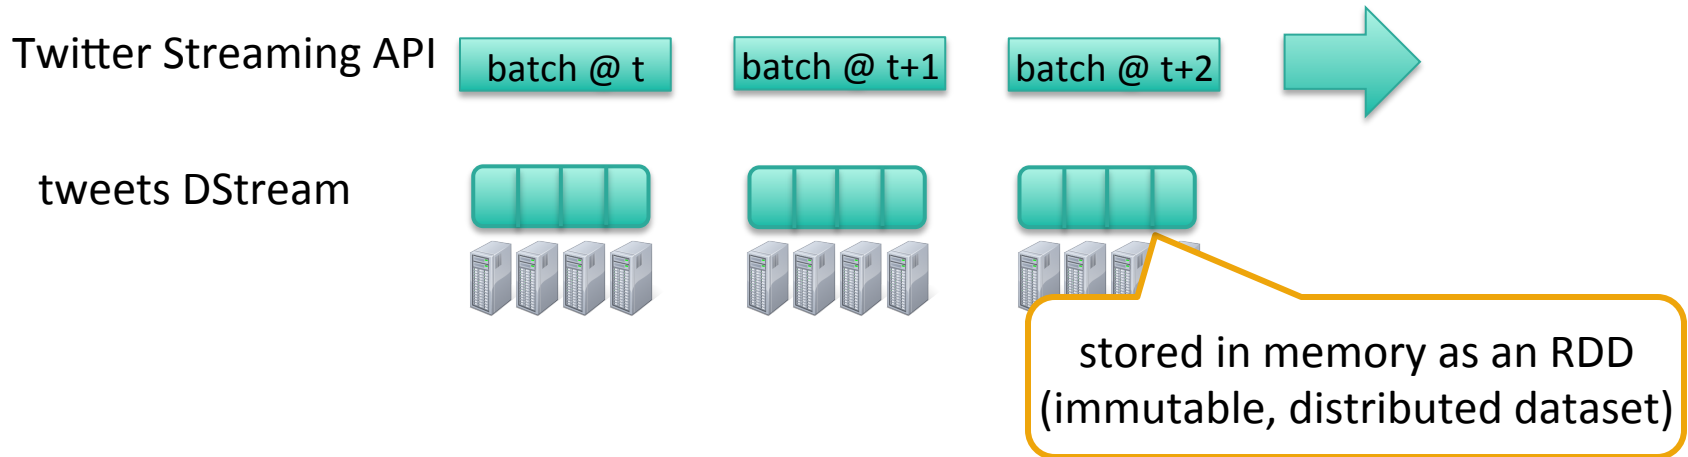 Twitter Streaming API
batch @ t
batch @ t+1
batch @ t+2
tweets DStream
stored in memory as an RDD
(immutable, distributed dataset)